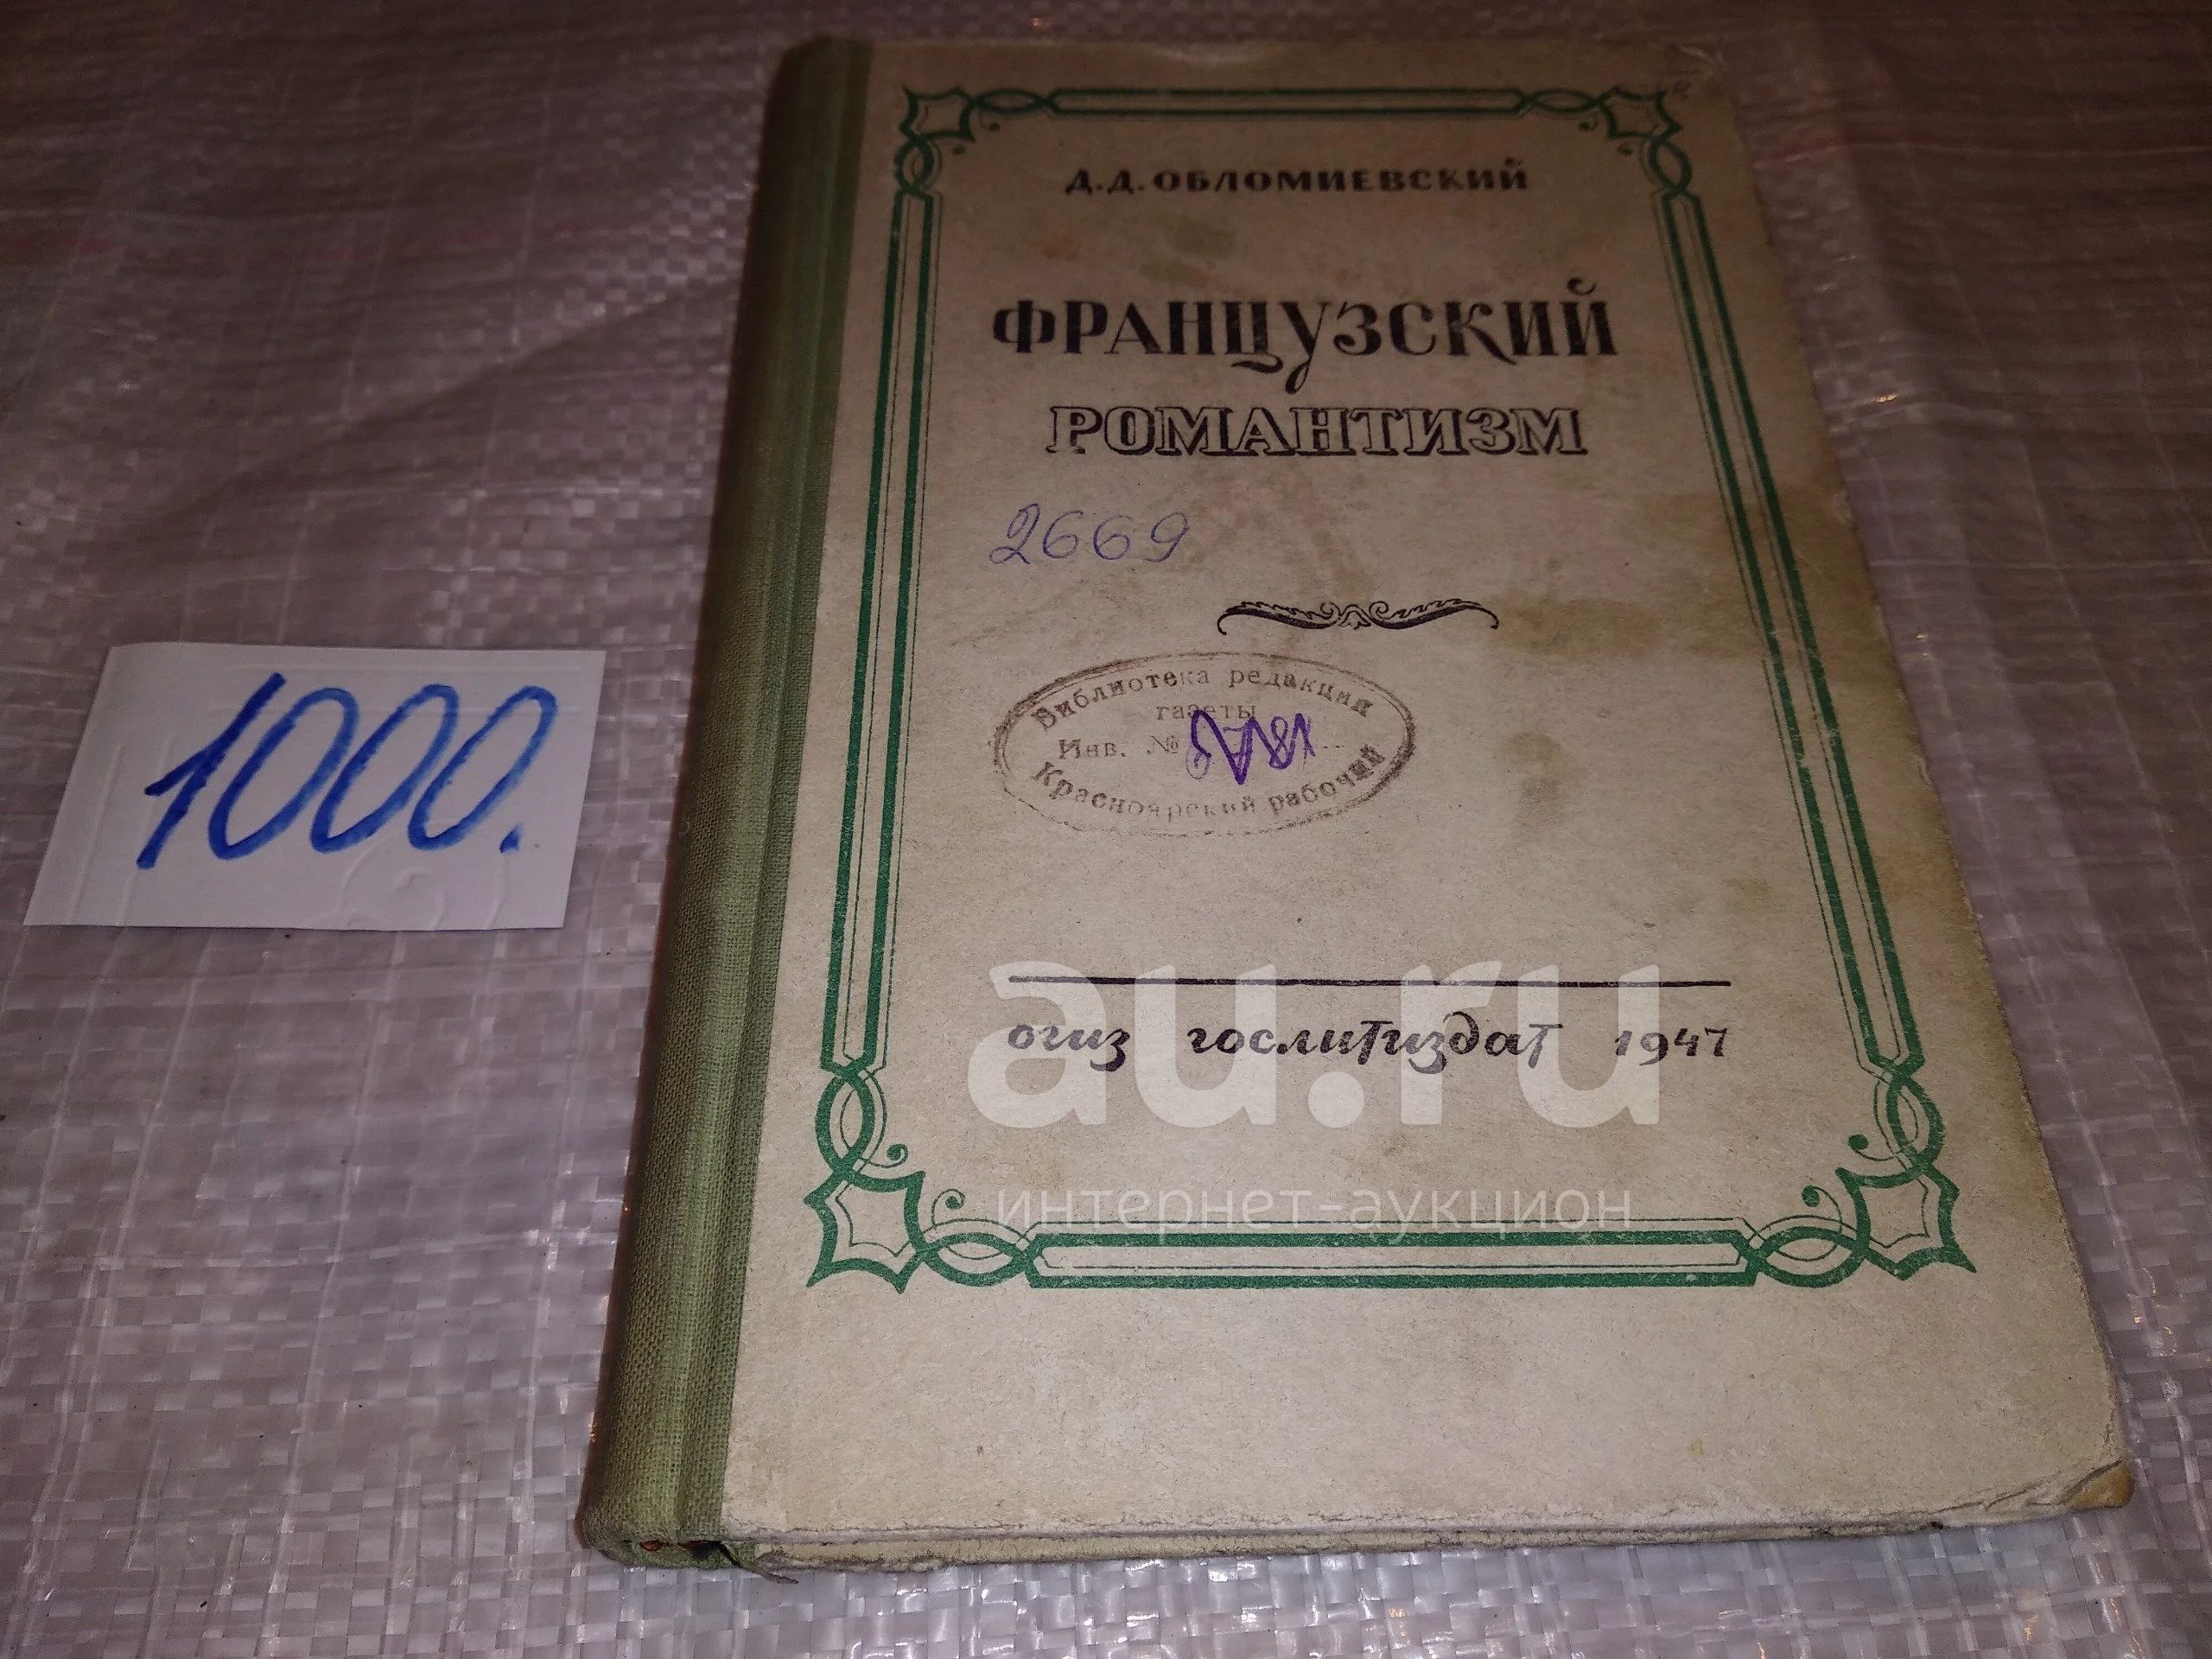 Д.Д. ОБЛОМИЕВСКИЙ
ФРАНЦУЗСКИЙ
РОМАНТИЗМ
2669
Библиотека редакции
газеты
Инв. №
Красноярский рабочий
1000.
огиз гослитиздат 1947
au.ru
интернет-аукцион